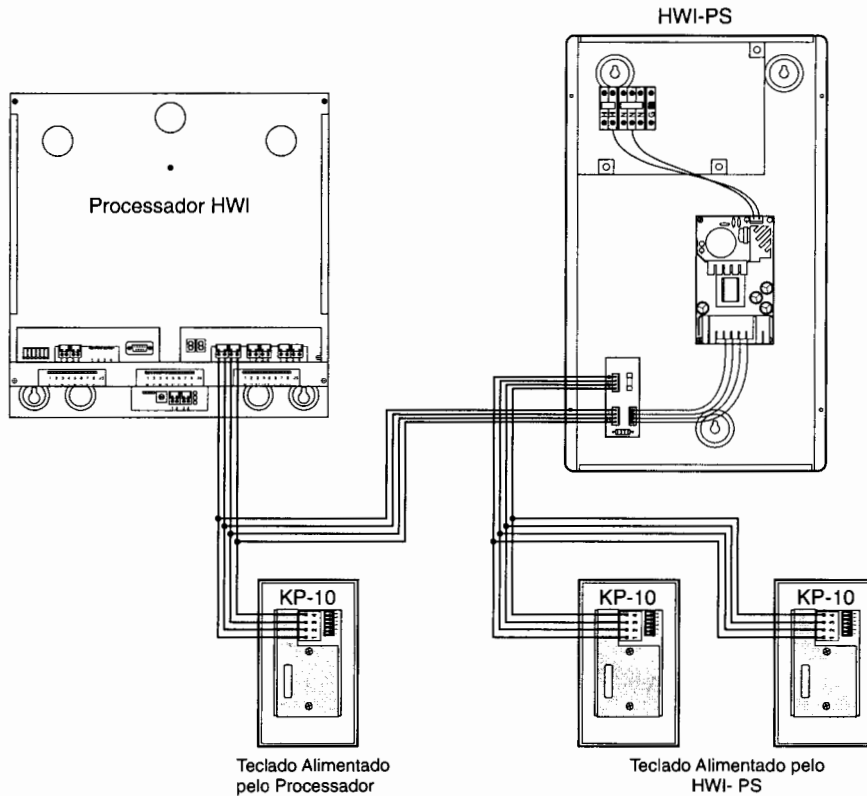 HWI-PS
H H N N N G
Processador HWI
KP-10
KP-10
KP-10
Teclado Alimentado
pelo Processador
Teclado Alimentado pelo
HWI- PS